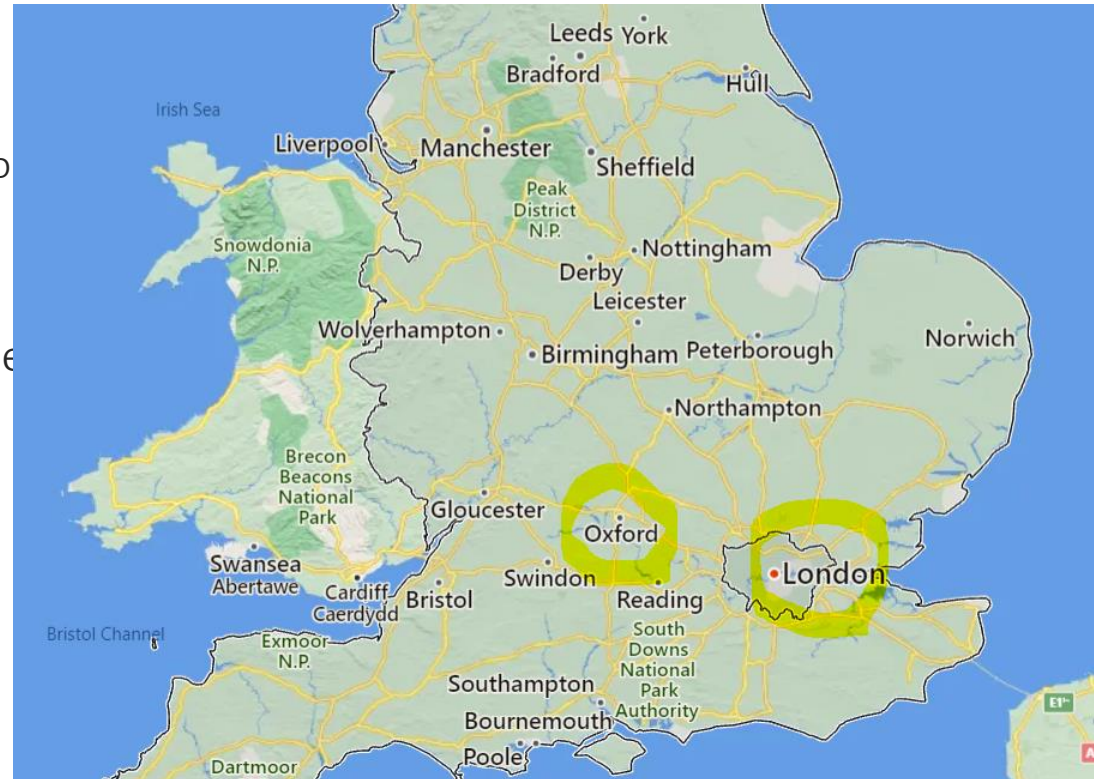 Leeds York
Bradford
Hull
Irish Sea
Liverpool
Manchester
Sheffield
Peak
District
N.P.
Snowdonia
N.P.
Nottingham
Derby
Leicester
Wolverhampton
Norwich
Birmingham
Peterborough
Northampton
Brecon
Beacons
National
Park
Gloucester
Oxford
London
Swansea
Abertawe
Cardiff
Caerdydd
Swindon
Bristol
Reading
Bristol Channel
Exmoor
N.P.
South
Downs
National
Park
Authority
Southampton
Bournemouth
Poole
Dartmoor